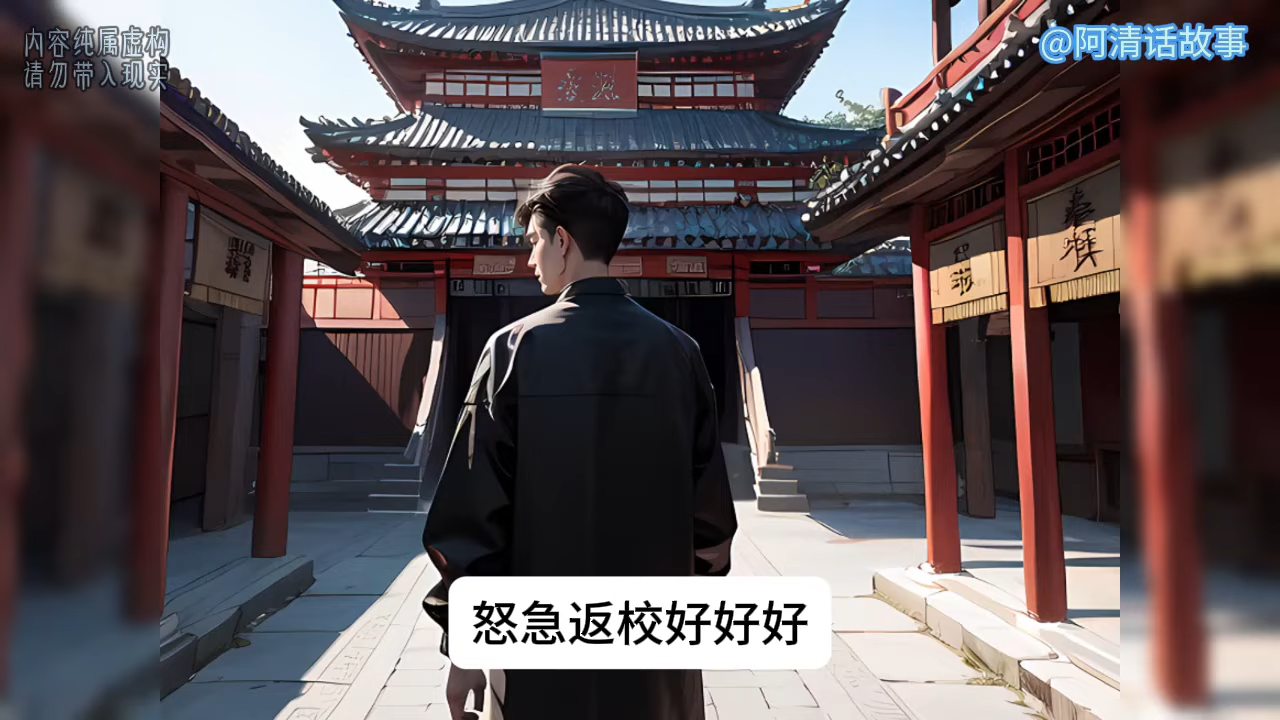 内容纯属虚构
请勿带入现实
@阿清话故事
怒急返校好好好